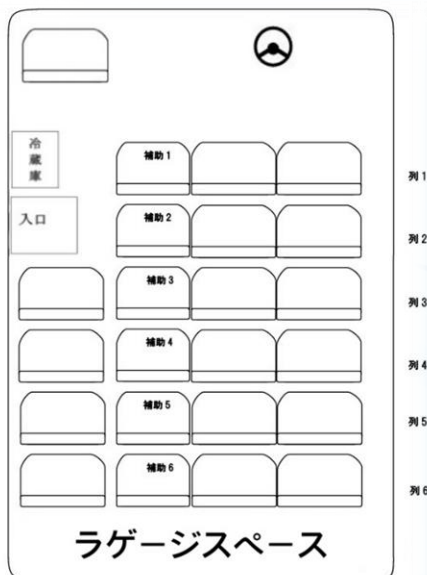 冷
蔵
庫
補助 1
列 1
入口
補助 2
列 2
補助 3
列 3
補助 4
列 4
補助 5
列 5
補助 6
列 6
ラゲージスペース